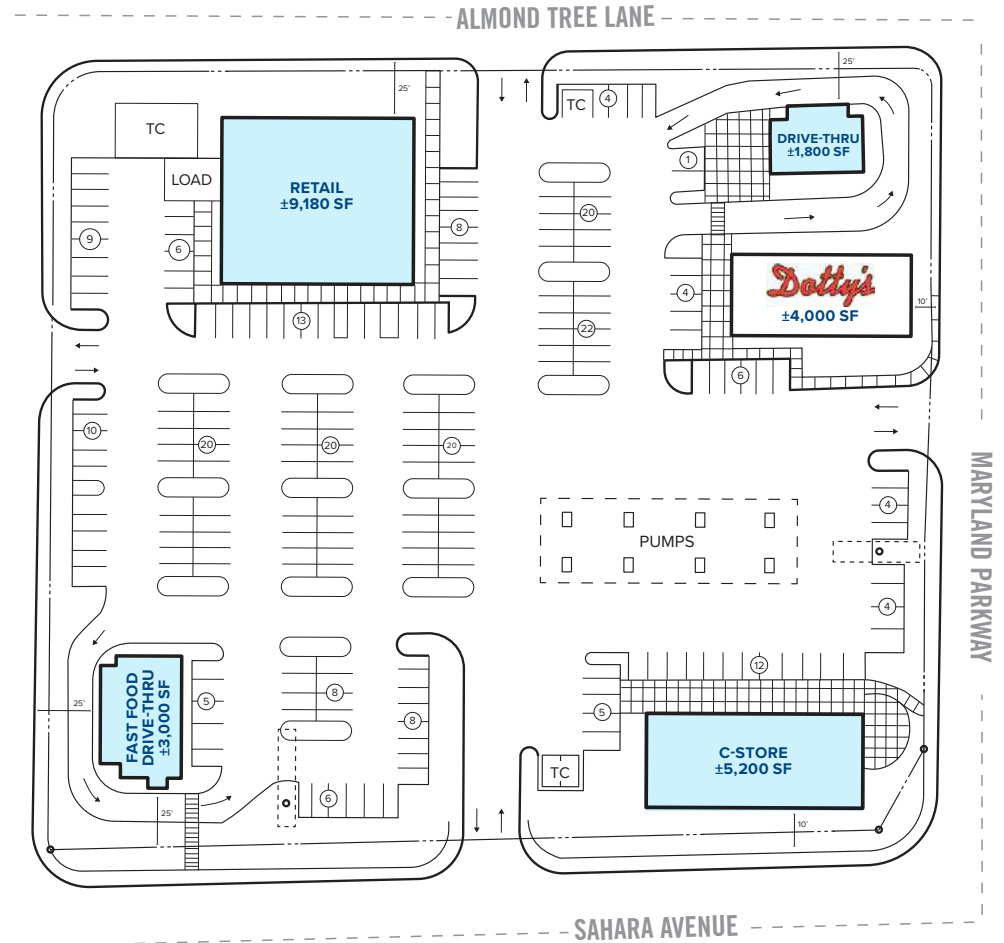 ALMOND TREE LANE
25'
25'
TC
TC
4
DRIVE-THRU
±1,800 SF
1
LOAD
RETAIL
±9,180 SF
20
8
9
6
Dotty's
±4,000 SF
4
10'
13
22
6
10
20
20
20
MARYLAND PARKWAY
4
PUMPS
4
12
FAST FOOD
DRIVE-THRU
±3,000 SF
5
8
8
25'
5
C-STORE
±5,200 SF
TC
6
25'
10'
SAHARA AVENUE